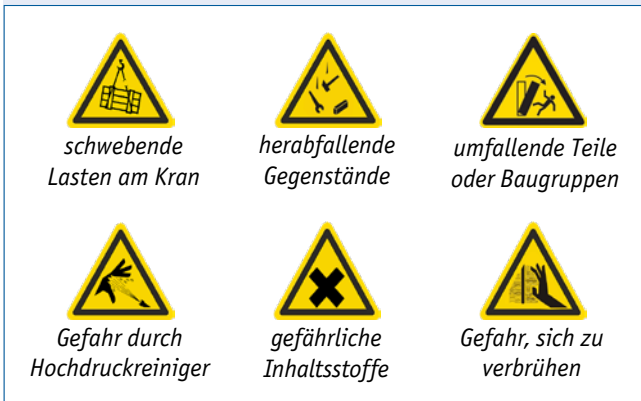 schwebende
Lasten am Kran
herabfallende
Gegenstände
umfallende Teile
oder Baugruppen
Gefahr durch
Hochdruckreiniger
gefährliche
Inhaltsstoffe
Gefahr, sich zu
verbrühen